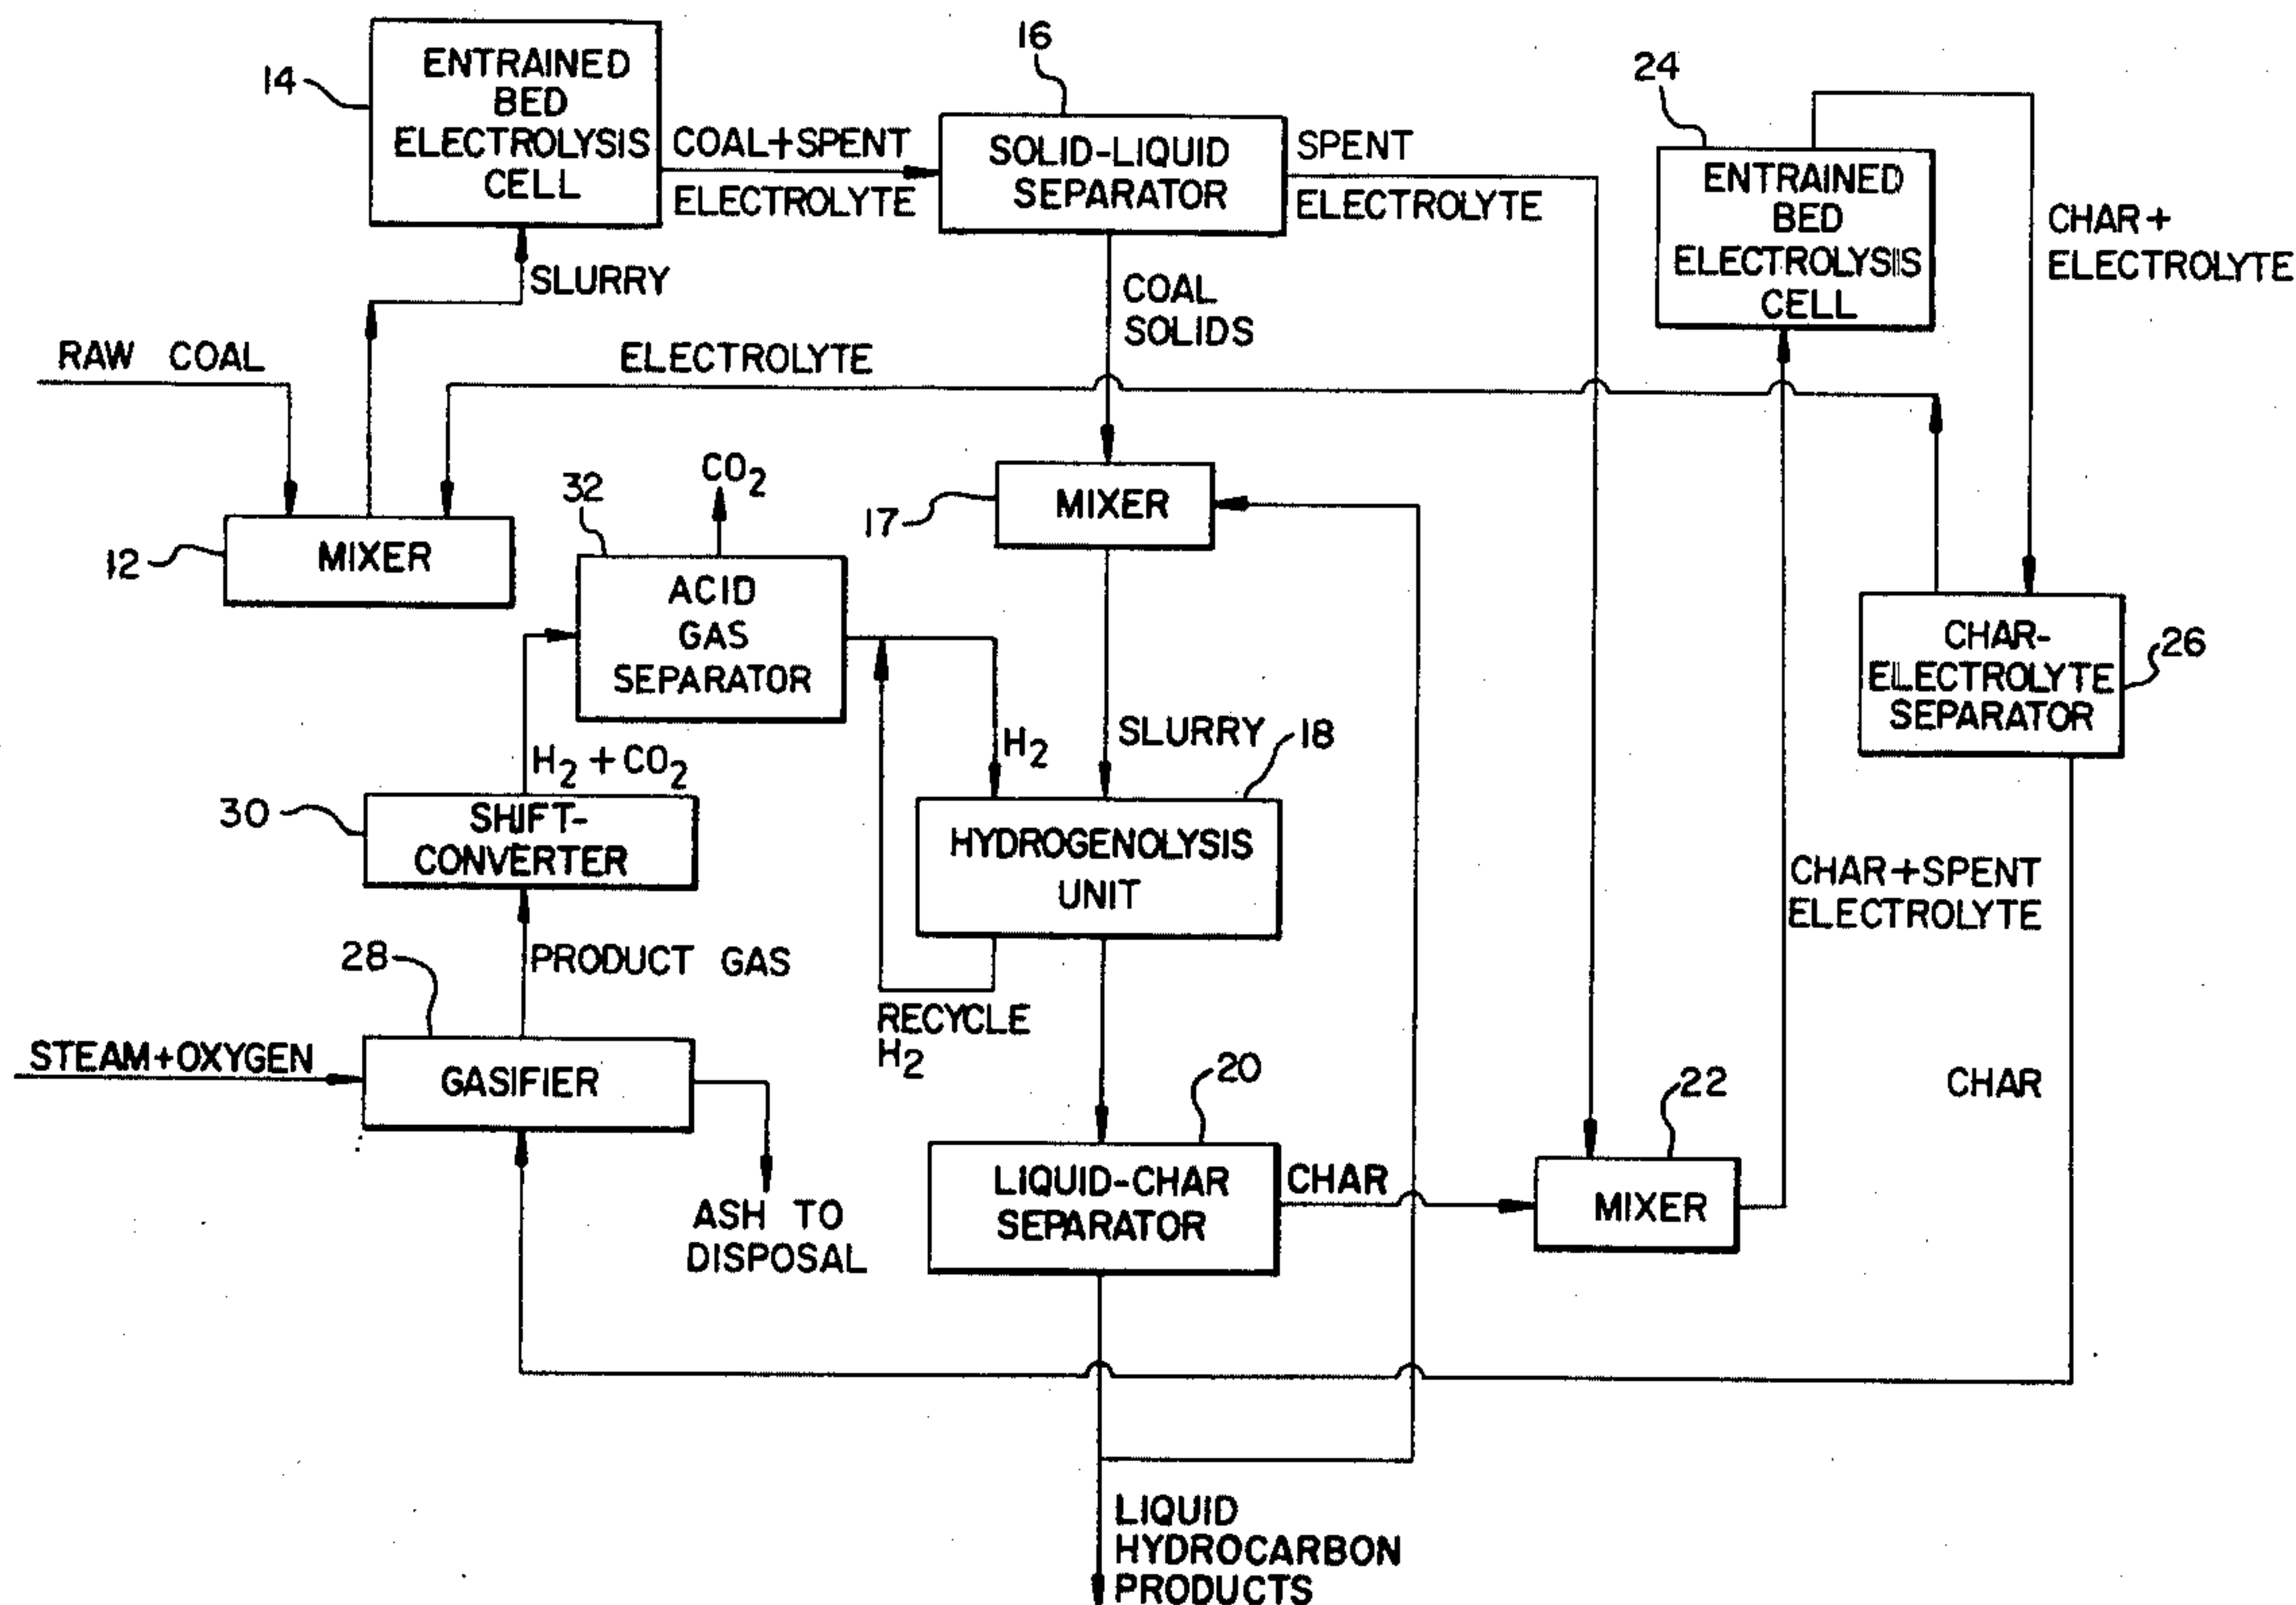 14
ENTRAINED
BED
ELECTROLYSIS
CELL
COAL+SPENT
ELECTROLYTE
16
SOLID-LIQUID
SEPARATOR
SPENT
ELECTROLYTE
24
ENTRAINED
BED
ELECTROLYSIS
CELL
CHAR+
ELECTROLYTE
SLURRY
COAL
SOLIDS
RAW COAL
ELECTROLYTE
12
MIXER
32
CO2
ACID
GAS
SEPARATOR
17
MIXER
CHAR-
ELECTROLYTE
SEPARATOR
26
H2 + CO2
H2
SLURRY
18
30
SHIFT-
CONVERTER
HYDROGENOLYSIS
UNIT
CHAR+SPENT
ELECTROLYTE
28
PRODUCT GAS
RECYCLE
H2
STEAM+OXYGEN
GASIFIER
20
22
CHAR
ASH TO
DISPOSAL
LIQUID-CHAR
SEPARATOR
CHAR
MIXER
LIQUID
HYDROCARBON
PRODUCTS